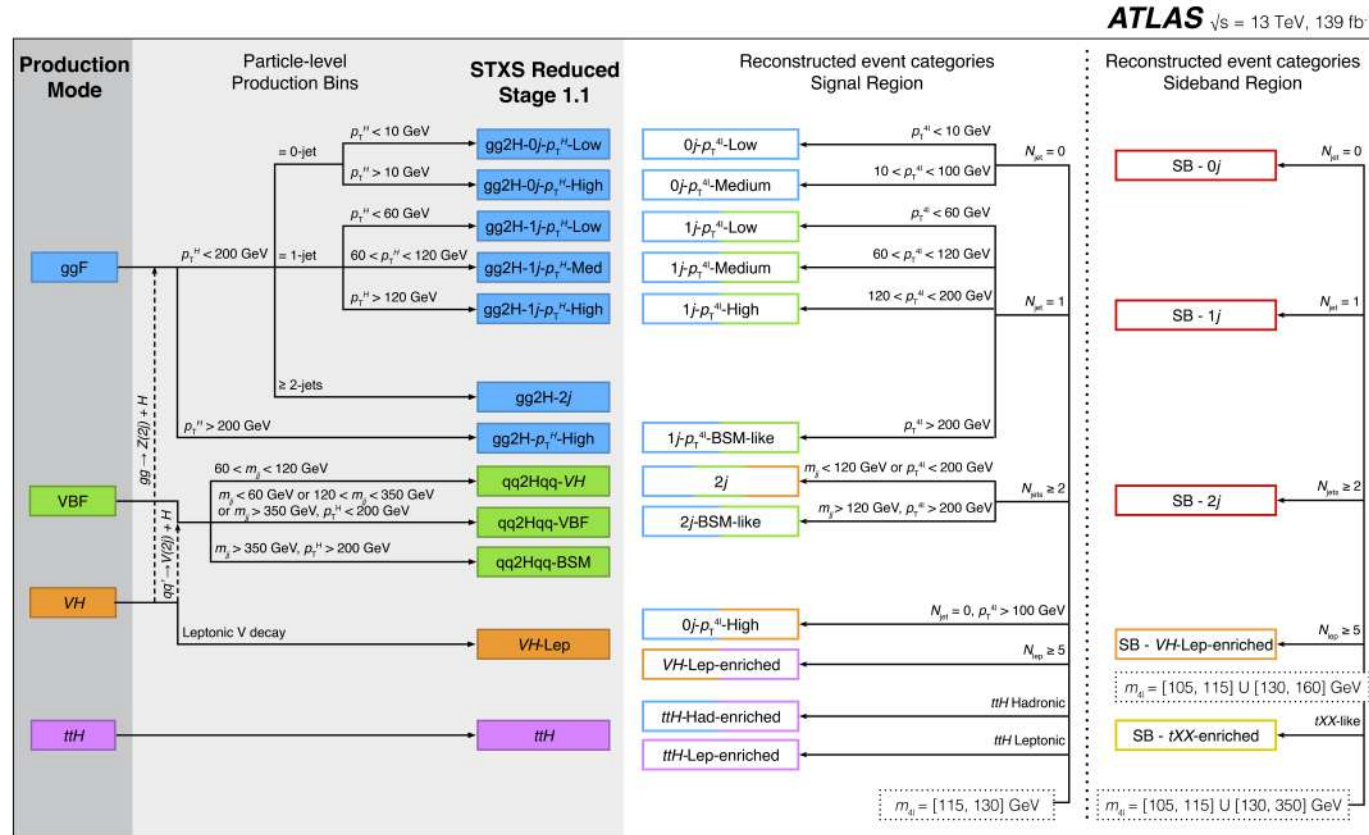 ATLAS √s = 13 TeV, 139 fb⁻
Production
Mode
Particle-level
Production Bins
STXS Reduced
Stage 1.1
Reconstructed event categories
Signal Region
Reconstructed event categories
Sideband Region
ggF
VBF
VH
ttH
gg → Z(2j) + H
qq' → V(2j) + H
p_T^H < 200 GeV
p_T^H > 200 GeV
= 0-jet
= 1-jet
≥ 2-jets
p_T^H < 10 GeV
p_T^H > 10 GeV
p_T^H < 60 GeV
60 < p_T^H < 120 GeV
p_T^H > 120 GeV
60 < m_jj < 120 GeV
m_jj < 60 GeV or 120 < m_jj < 350 GeV
or m_jj > 350 GeV, p_T^H < 200 GeV
m_jj > 350 GeV, p_T^H > 200 GeV
Leptonic V decay
gg2H-0j-p_T^H-Low
gg2H-0j-p_T^H-High
gg2H-1j-p_T^H-Low
gg2H-1j-p_T^H-Med
gg2H-1j-p_T^H-High
gg2H-2j
gg2H-p_T^H-High
qq2Hqq-VH
qq2Hqq-VBF
qq2Hqq-BSM
VH-Lep
ttH
0j-p_T^4l-Low
0j-p_T^4l-Medium
1j-p_T^4l-Low
1j-p_T^4l-Medium
1j-p_T^4l-High
1j-p_T^4l-BSM-like
2j
2j-BSM-like
0j-p_T^4l-High
VH-Lep-enriched
ttH-Had-enriched
ttH-Lep-enriched
p_T^4l < 10 GeV
10 < p_T^4l < 100 GeV
p_T^4l < 60 GeV
60 < p_T^4l < 120 GeV
120 < p_T^4l < 200 GeV
p_T^4l > 200 GeV
m_jj < 120 GeV or p_T^4l < 200 GeV
m_jj > 120 GeV, p_T^4l > 200 GeV
N_jet = 0, p_T^4l > 100 GeV
N_lep ≥ 5
ttH Hadronic
ttH Leptonic
N_jet = 0
N_jet = 1
N_jets ≥ 2
m_4l = [115, 130] GeV
SB - 0j
SB - 1j
SB - 2j
SB - VH-Lep-enriched
SB - tXX-enriched
N_jet = 0
N_jet = 1
N_jets ≥ 2
N_lep ≥ 5
m_4l = [105, 115] U [130, 160] GeV
tXX-like
m_4l = [105, 115] U [130, 350] GeV